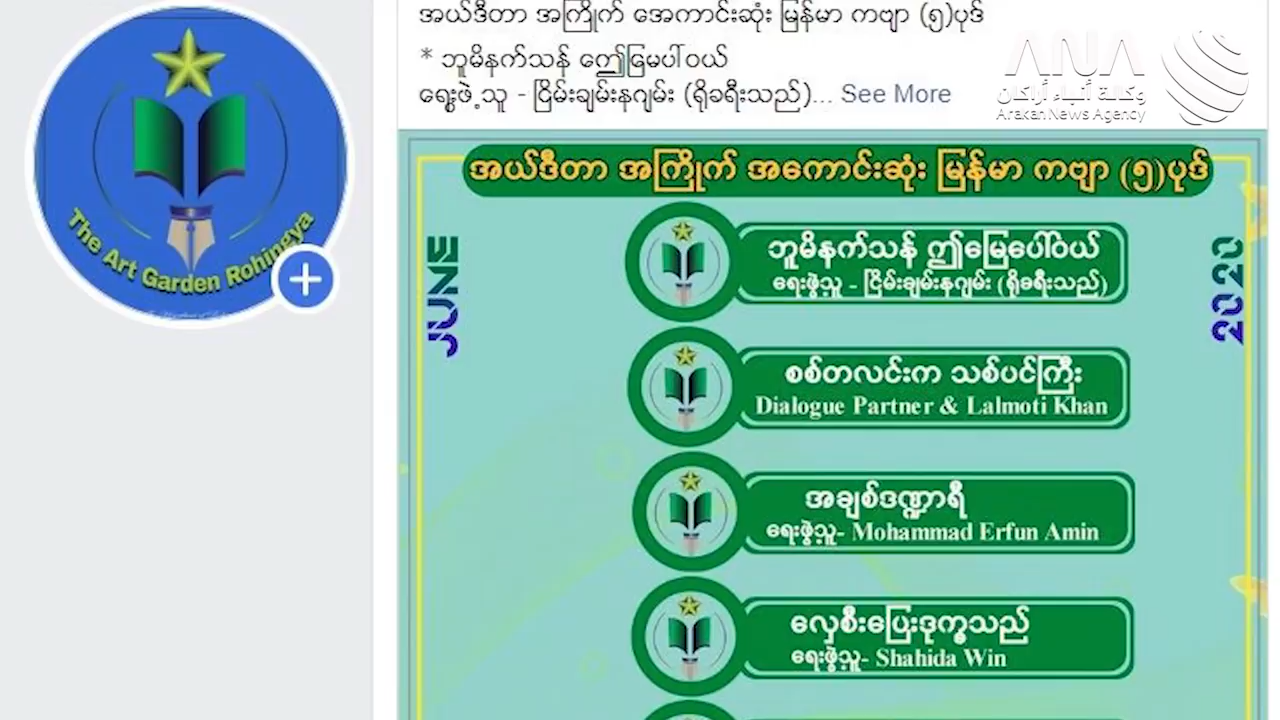 အယ်ဒီတာ အကြိုက် အေကာင်းဆုံး မြန်မာ ကဗျာ (၅)ပုဒ်
* ဘူမိနက်သန် ဤမြေပေါ်ဝယ်
ရေးဖွဲ့သူ - ငြိမ်းချမ်းနဂျမ်း (ရိုခရီးသည်)... See More
ANA
وكالة أنباء أراكان
Arakan News Agency
The Art Garden Rohingya
အယ်ဒီတာ အကြိုက် အကောင်းဆုံး မြန်မာ ကဗျာ (၅)ပုဒ်
JUNE
2020
ဘူမိနက်သန် ဤမြေပေါ်ဝယ်
ရေးဖွဲ့သူ - ငြိမ်းချမ်းနဂျမ်း (ရိုခရီးသည်)
စစ်တလင်းက သစ်ပင်ကြီး
Dialogue Partner & Lalmoti Khan
အချစ်ဒဏ္ဍာရီ
ရေးဖွဲ့သူ- Mohammad Erfun Amin
လှေစီးပြေးဒုက္ခသည်
ရေးဖွဲ့သူ- Shahida Win